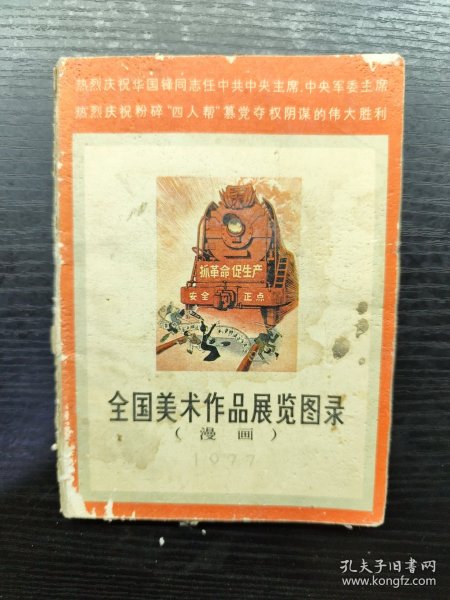 热烈庆祝华国锋同志任中共中央主席、中央军委主席
热烈庆祝粉碎“四人帮”篡党夺权阴谋的伟大胜利
抓革命促生产
安全 正点
全国美术作品展览图录
(漫画)
1977
孔夫子旧书网
www.kongfz.com